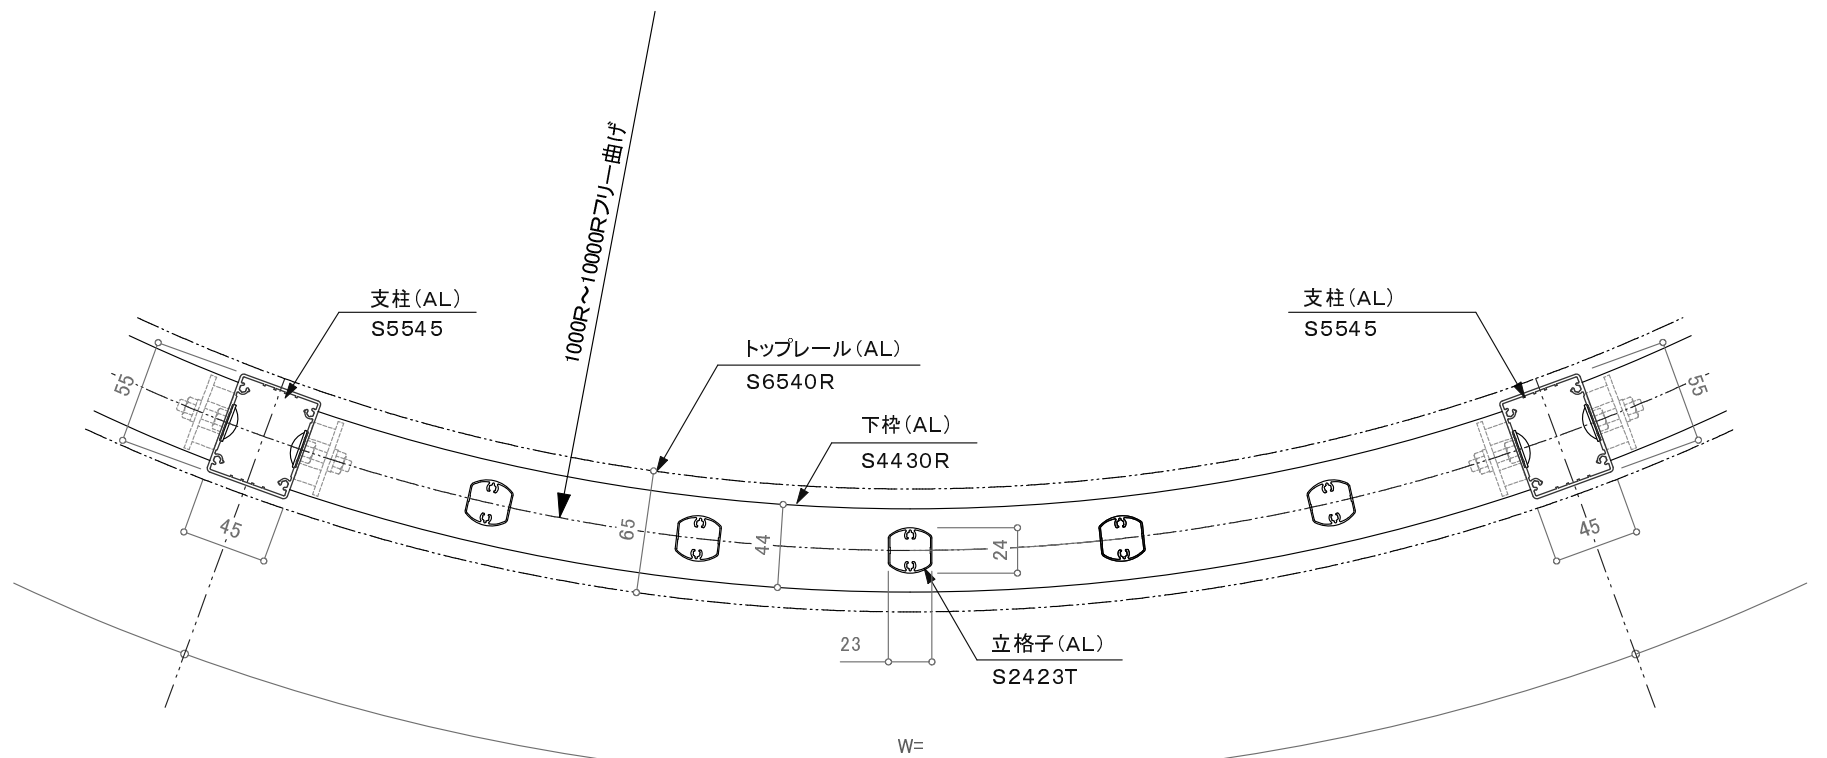 1000R～10000Rフリー曲げ
支柱(AL)
S5545
支柱(AL)
S5545
トップレール(AL)
S6540R
下枠(AL)
S4430R
55
55
45
65
44
24
45
23
立格子(AL)
S2423T
W=